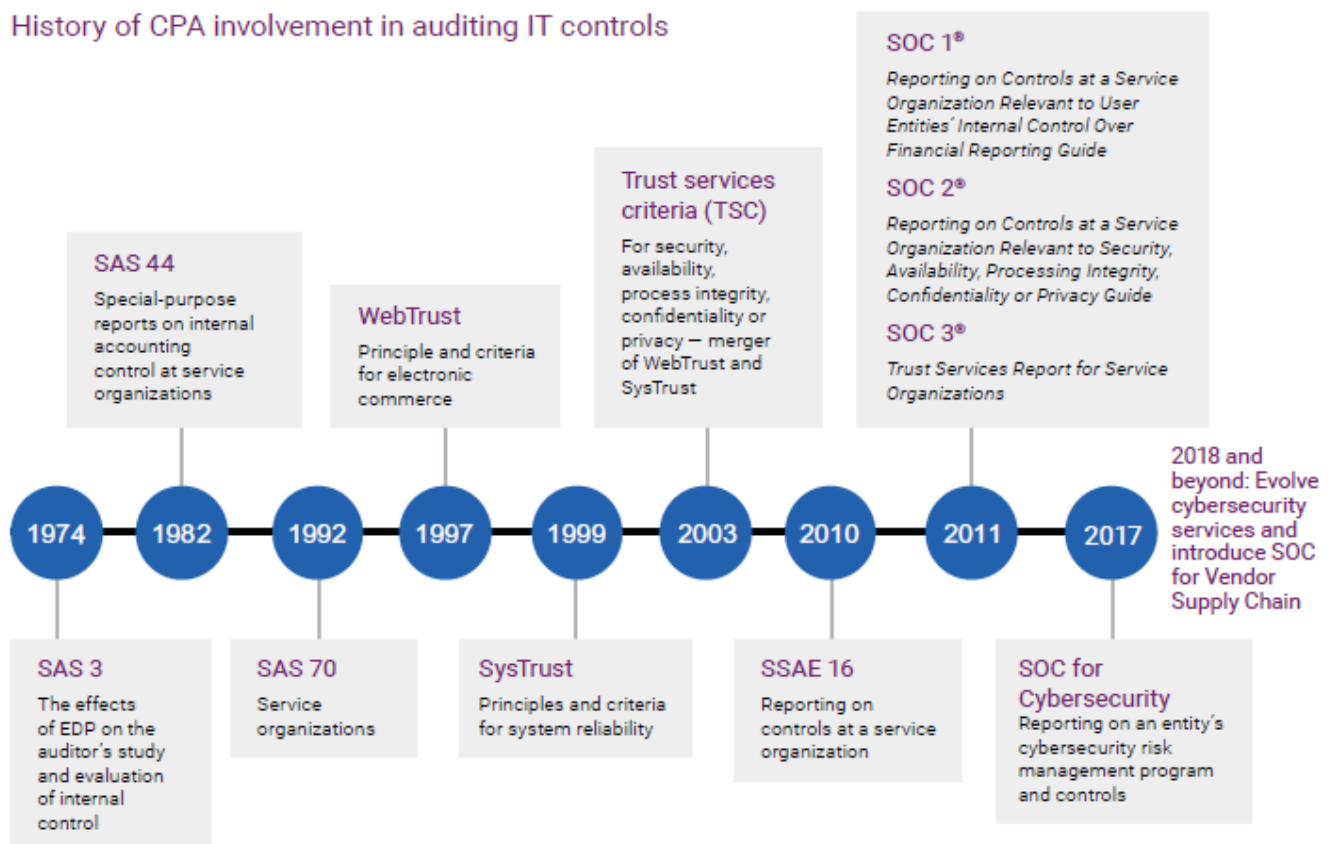 History of CPA involvement in auditing IT controls
SAS 44
Special-purpose
reports on internal
accounting
control at service
organizations
WebTrust
Principle and criteria
for electronic
commerce
Trust services
criteria (TSC)
For security,
availability,
process integrity,
confidentiality or
privacy — merger
of WebTrust and
SysTrust
SOC 1®
Reporting on Controls at a Service
Organization Relevant to User
Entities' Internal Control Over
Financial Reporting Guide
SOC 2®
Reporting on Controls at a Service
Organization Relevant to Security,
Availability, Processing Integrity,
Confidentiality or Privacy Guide
SOC 3®
Trust Services Report for Service
Organizations
1974
1982
1992
1997
1999
2003
2010
2011
2017
2018 and
beyond: Evolve
cybersecurity
services and
introduce SOC
for Vendor
Supply Chain
SAS 3
The effects
of EDP on the
auditor's study
and evaluation
of internal
control
SAS 70
Service
organizations
SysTrust
Principles and criteria
for system reliability
SSAE 16
Reporting on
controls at a service
organization
SOC for
Cybersecurity
Reporting on an entity's
cybersecurity risk
management program
and controls